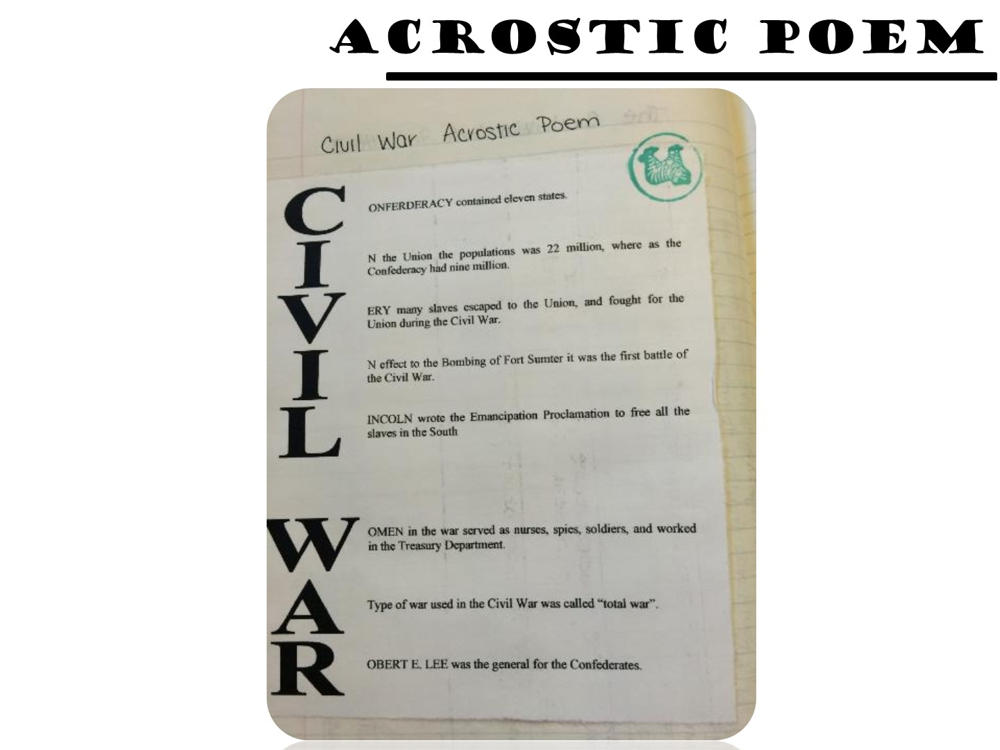 ACROSTIC POEM
Civil War Acrostic Poem
C ONFERDERACY contained eleven states.
I N the Union the populations was 22 million, where as the
Confederacy had nine million.
V ERY many slaves escaped to the Union, and fought for the
Union during the Civil War.
I N effect to the Bombing of Fort Sumter it was the first battle of
the Civil War.
L INCOLN wrote the Emancipation Proclamation to free all the
slaves in the South
W OMEN in the war served as nurses, spies, soldiers, and worked
in the Treasury Department.
A Type of war used in the Civil War was called “total war”.
R OBERT E. LEE was the general for the Confederates.